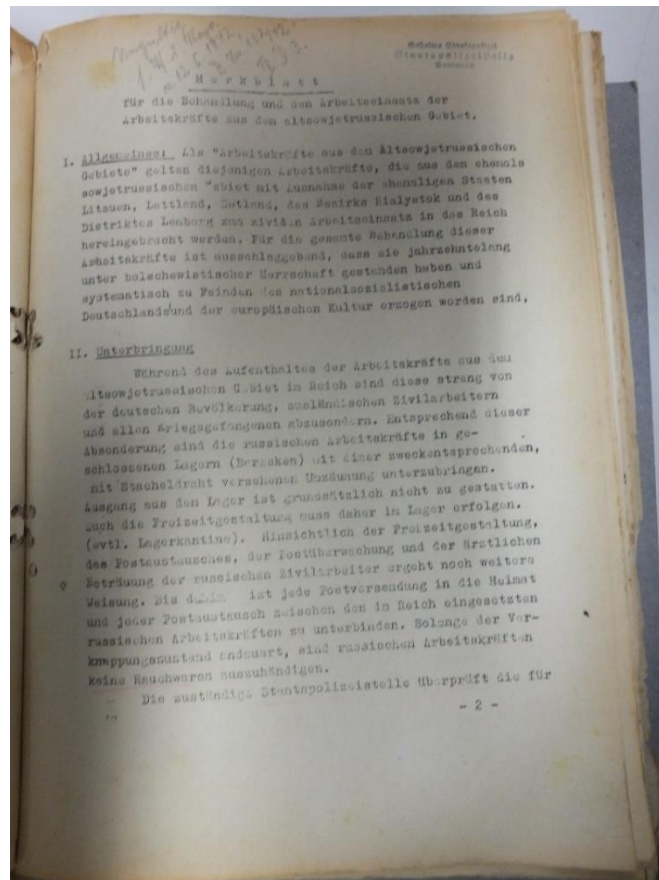 Geheime Staatspolizei
Staatspolizeistelle
Merkblatt
für die Behandlung und den Arbeitseinsatz der
Arbeitskräfte aus dem altsowjetrussischen Gebiet.
I. Allgemeines: Als "Arbeitskräfte aus dem Altsowjetrussischen
Gebiete" gelten diejenigen Arbeitskräfte, die aus dem ehemals
sowjetrussischen Gebiet mit Ausnahme der ehemaligen Staaten
Litauen, Lettland, Estland, des Bezirks Bialystok und des
Distriktes Lemberg zum zivilen Arbeitseinsatz in das Reich
hereingebracht werden. Für die gesamte Behandlung dieser
Arbeitskräfte ist ausschlaggebend, dass sie jahrzehntelang
unter bolschewistischer Herrschaft gestanden haben und
systematisch zu Feinden des nationalsozialistischen
Deutschlands und der europäischen Kultur erzogen worden sind.
II. Unterbringung
Während des Aufenthaltes der Arbeitskräfte aus dem
altsowjetrussischen Gebiet im Reich sind diese streng von
der deutschen Bevölkerung, ausländischen Zivilarbeitern
und allen Kriegsgefangenen abzusondern. Entsprechend dieser
Absonderung sind die russischen Arbeitskräfte in ge-
schlossenen Lagern (Baracken) mit einer zweckentsprechenden,
mit Stacheldraht versehenen Umzäunung unterzubringen.
Ausgang aus dem Lager ist grundsätzlich nicht zu gestatten.
Auch die Freizeitgestaltung muss daher im Lager erfolgen.
(evtl. Lagerkantine). Hinsichtlich der Freizeitgestaltung,
des Postaustausches, der Postüberwachung und der ärztlichen
Beträuung der russischen Zivilarbeiter ergeht noch weitere
Weisung. Bis dahin ist jede Postversendung in die Heimat
und jeder Postaustausch zwischen den im Reich eingesetzten
russischen Arbeitskräften zu unterbinden. Solange der Ver-
knappungszustand andauert, sind russischen Arbeitskräften
keine Rauchwaren auszuhändigen.
Die zuständige Staatspolizeistelle überprüft die für
- 2 -